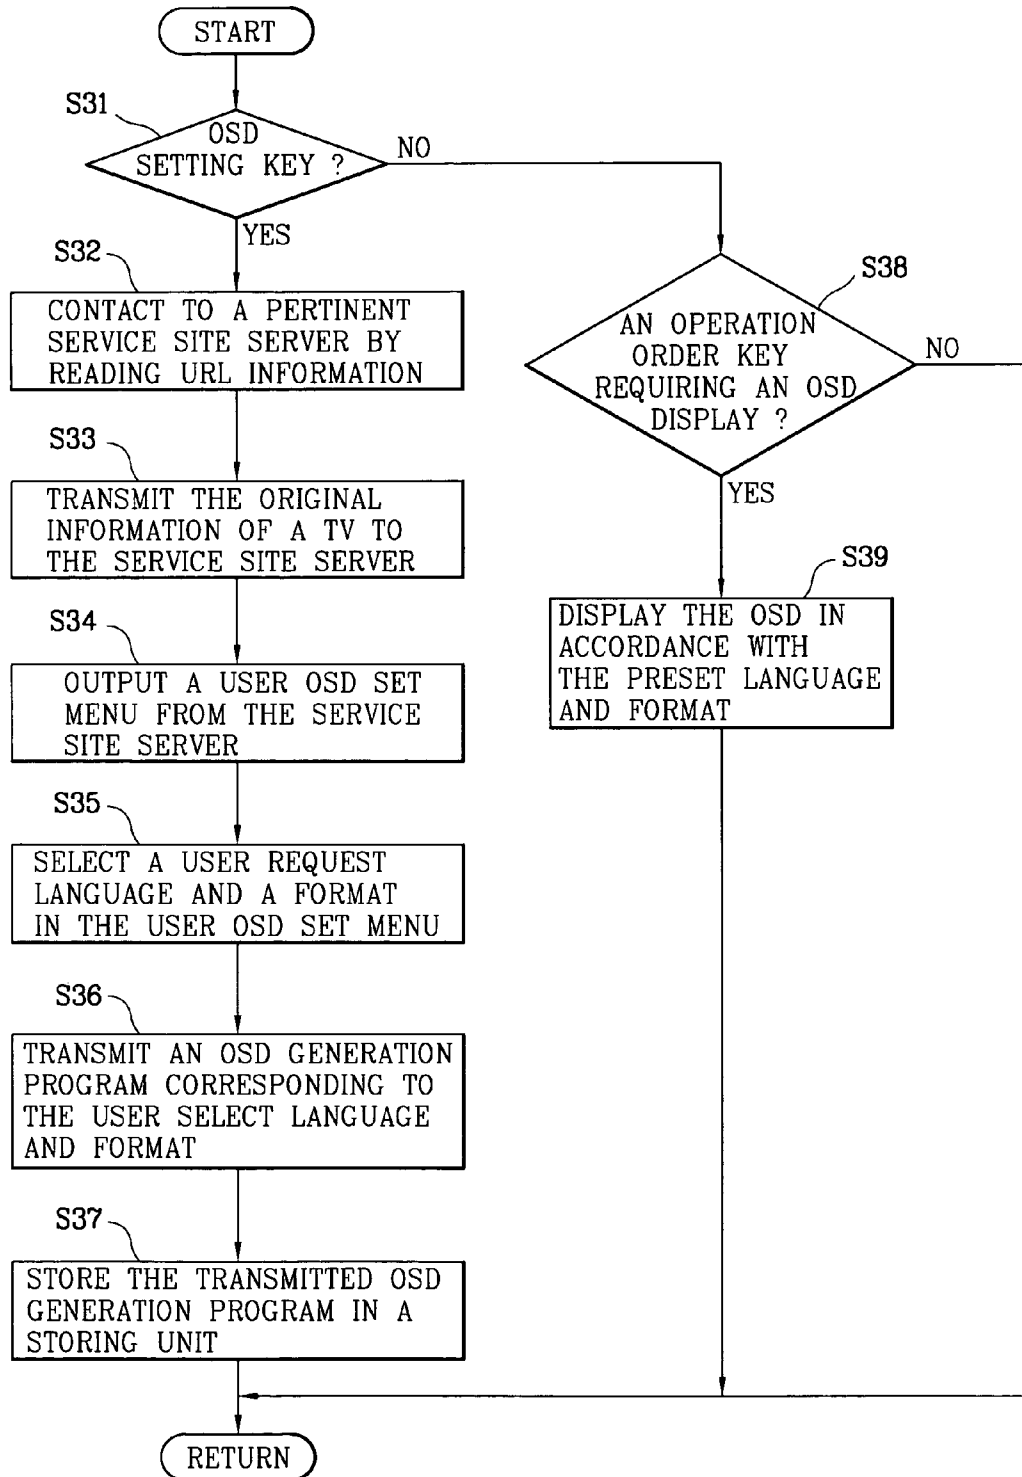 START
S31
OSD
SETTING KEY ?
NO
YES
S32
CONTACT TO A PERTINENT
SERVICE SITE SERVER BY
READING URL INFORMATION
S33
TRANSMIT THE ORIGINAL
INFORMATION OF A TV TO
THE SERVICE SITE SERVER
S34
OUTPUT A USER OSD SET
MENU FROM THE SERVICE
SITE SERVER
S35
SELECT A USER REQUEST
LANGUAGE AND A FORMAT
IN THE USER OSD SET MENU
S36
TRANSMIT AN OSD GENERATION
PROGRAM CORRESPONDING TO
THE USER SELECT LANGUAGE
AND FORMAT
S37
STORE THE TRANSMITTED OSD
GENERATION PROGRAM IN A
STORING UNIT
S38
AN OPERATION
ORDER KEY
REQUIRING AN OSD
DISPLAY ?
NO
YES
S39
DISPLAY THE OSD IN
ACCORDANCE WITH
THE PRESET LANGUAGE
AND FORMAT
RETURN